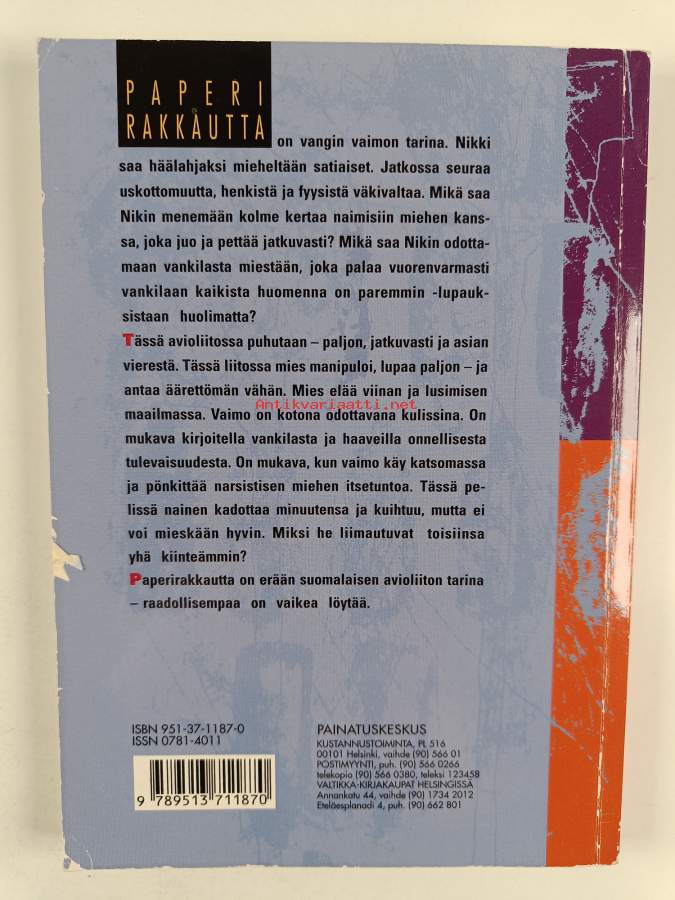 PAPERI
RAKKAUTTA on vangin vaimon tarina. Nikki
saa häälahjaksi mieheltään satiaiset. Jatkossa seuraa
uskottomuutta, henkistä ja fyysistä väkivaltaa. Mikä saa
Nikin menemään kolme kertaa naimisiin miehen kans-
sa, joka juo ja pettää jatkuvasti? Mikä saa Nikin odotta-
maan vankilasta miestään, joka palaa vuorenvarmasti
vankilaan kaikista huomenna on paremmin -lupauk-
sistaan huolimatta?
Tässä avioliitossa puhutaan – paljon, jatkuvasti ja asian
vierestä. Tässä liitossa mies manipuloi, lupaa paljon – ja
antaa äärettömän vähän. Mies elää viinan ja lusimisen
Antikvariaatti.net
maailmassa. Vaimo on kotona odottavana kulissina. On
mukava kirjoitella vankilasta ja haaveilla onnellisesta
tulevaisuudesta. On mukava, kun vaimo käy katsomassa
ja pönkittää narsistisen miehen itsetuntoa. Tässä pe-
lissä nainen kadottaa minuutensa ja kuihtuu, mutta ei
voi mieskään hyvin. Miksi he liimautuvat toisiinsa
yhä kiinteämmin?
Paperirakkautta on erään suomalaisen avioliiton tarina
– raadollisempaa on vaikea löytää.
ISBN 951-37-1187-0
ISSN 0781-4011
9 789513 711870
PAINATUSKESKUS
KUSTANNUSTOIMINTA, PL 516
00101 Helsinki, vaihde (90) 566 01
POSTIMYYNTI, puh. (90) 566 0266
telekopio (90) 566 0380, teleksi 123458
VALTIKKA-KIRJAKAUPAT HELSINGISSÄ
Annankatu 44, vaihde (90) 1734 2012
Eteläesplanadi 4, puh. (90) 662 801